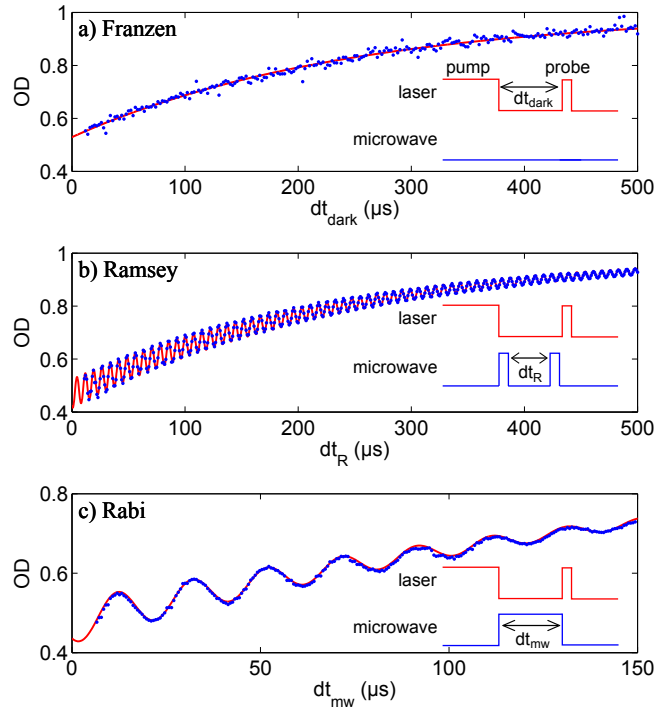 a) Franzen
OD
1
0.8
0.6
0.4
0 100 200 300 400 500
dt_dark (µs)
pump probe
laser
dt_dark
microwave
b) Ramsey
OD
1
0.8
0.6
0.4
0 100 200 300 400 500
dt_R (µs)
laser
microwave
dt_R
c) Rabi
OD
0.8
0.6
0.4
0 50 100 150
dt_mw (µs)
laser
microwave
dt_mw